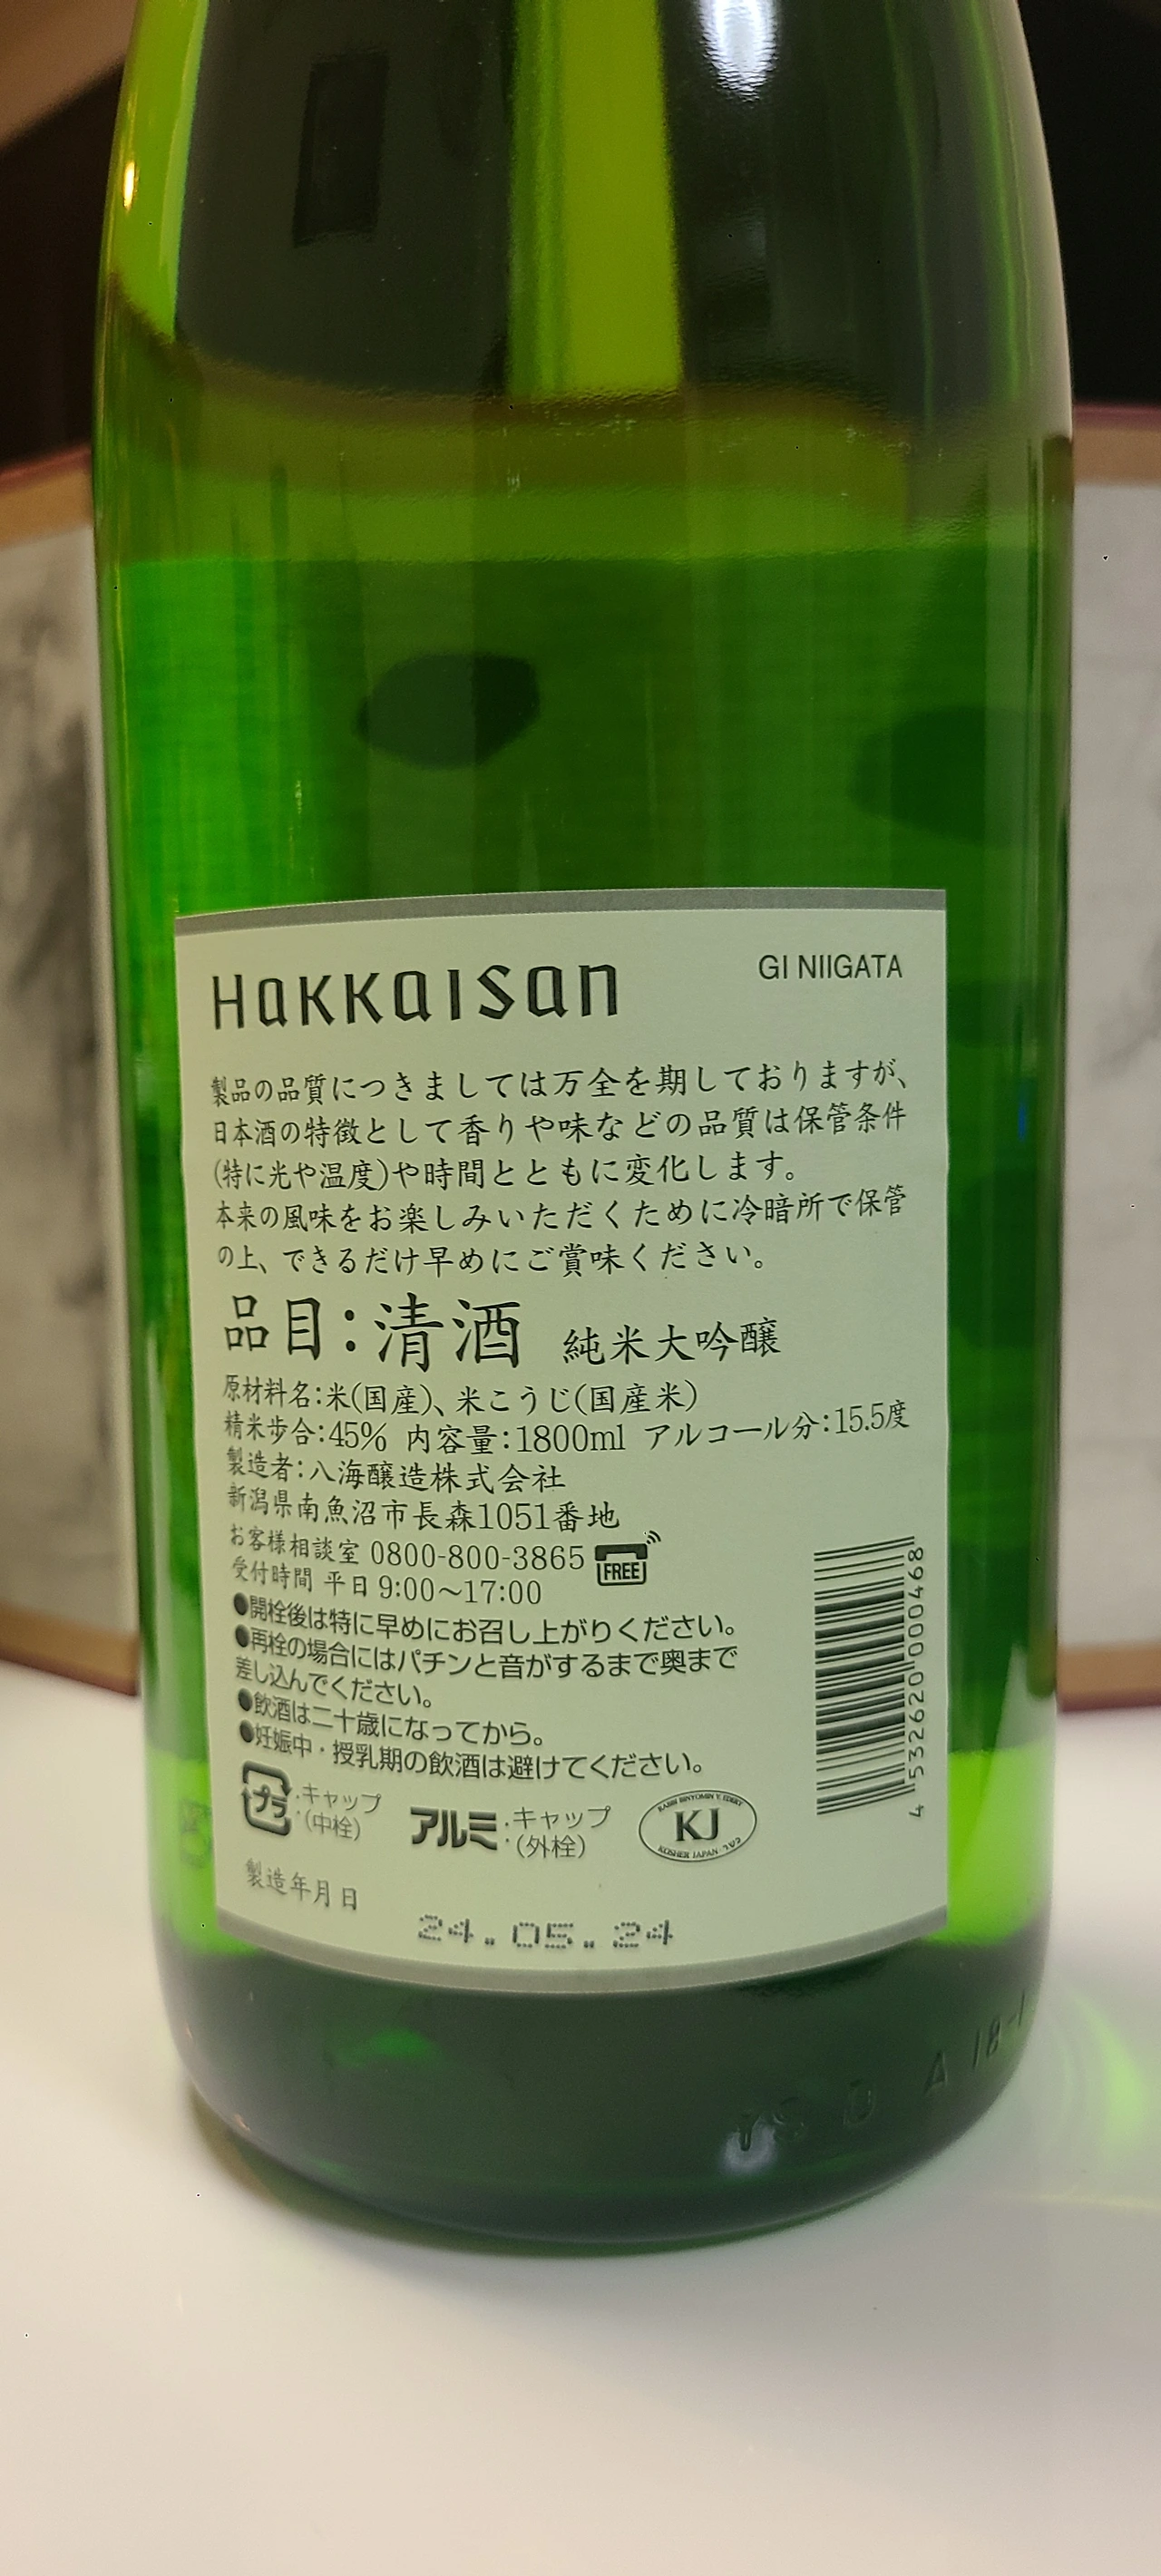 Hakkaisan
GI NIIGATA
製品の品質につきましては万全を期しておりますが、
日本酒の特徴として香りや味などの品質は保管条件
(特に光や温度)や時間とともに変化します。
本来の風味をお楽しみいただくために冷暗所で保管
の上、できるだけ早めにご賞味ください。
品目:清酒 純米大吟醸
原材料名:米(国産)、米こうじ(国産米)
精米歩合:45% 内容量:1800ml アルコール分:15.5度
製造者:八海醸造株式会社
新潟県南魚沼市長森1051番地
お客様相談室 0800-800-3865 FREE
受付時間 平日 9:00～17:00
●開栓後は特に早めにお召し上がりください。
●再栓の場合にはパチンと音がするまで奥まで
差し込んでください。
●飲酒は二十歳になってから。
●妊娠中・授乳期の飲酒は避けてください。
プラ:キャップ(中栓)
アルミ:キャップ(外栓)
RABBI BINYOMIN Y. EDERY
KJ
KOSHER JAPAN כשר
4 532620 000468
製造年月日
24.05.24
A 18-1